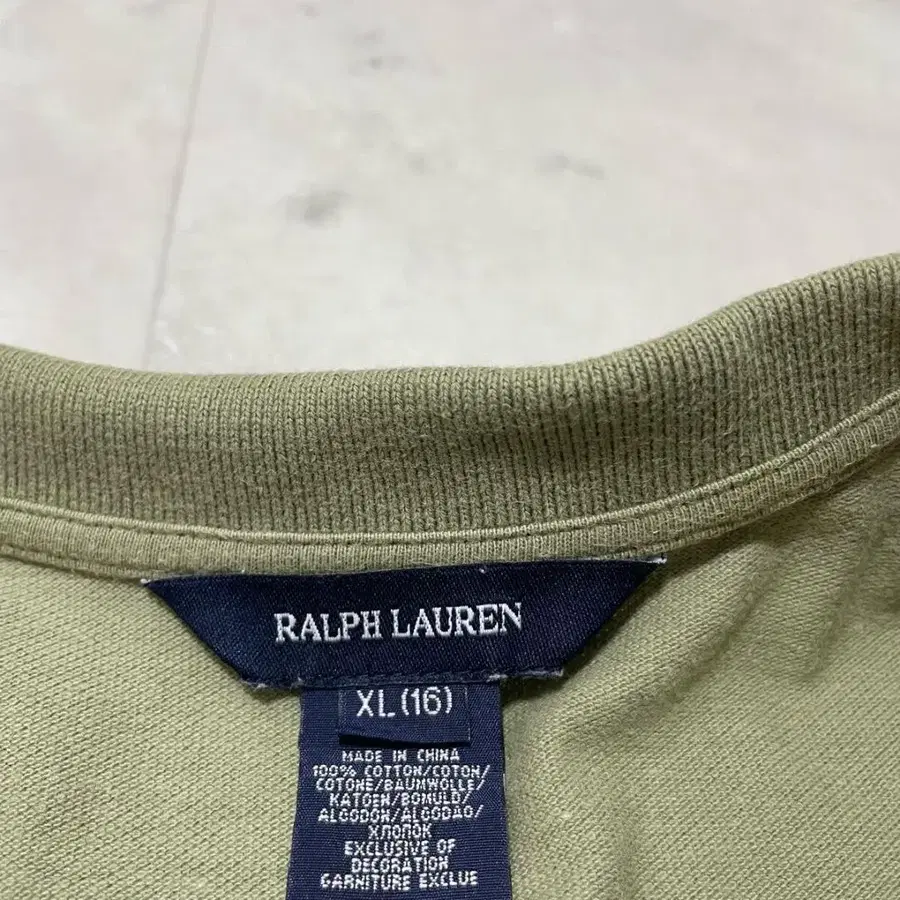 RALPH LAUREN
XL (16)
MADE IN CHINA
100% COTTON/COTON/
COTONE/BAUMWOLLE/
KATOEN/BOMULD/
ALGODON/ALGODAO/
ХЛОПОК
EXCLUSIVE OF
DECORATION
GARNITURE EXCLUE